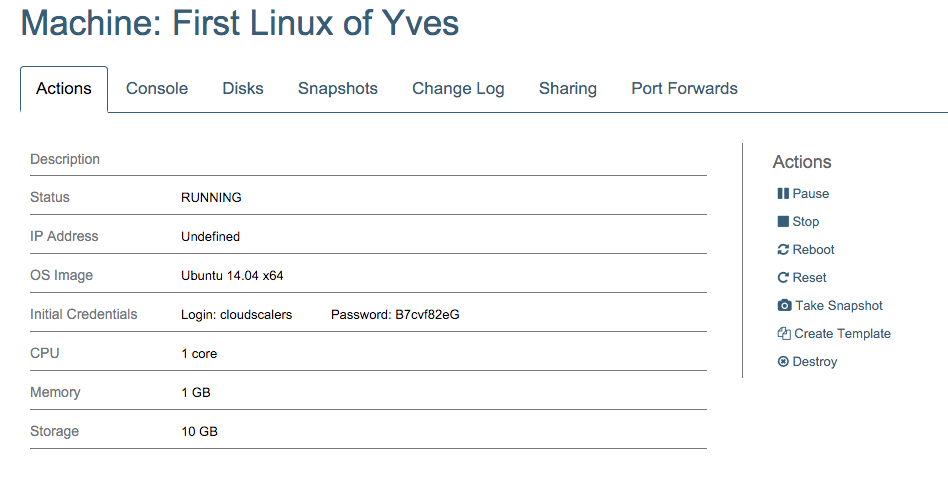 Machine: First Linux of Yves
Actions Console Disks Snapshots Change Log Sharing Port Forwards
Description
Status RUNNING
IP Address Undefined
OS Image Ubuntu 14.04 x64
Initial Credentials Login: cloudscalers Password: B7cvf82eG
CPU 1 core
Memory 1 GB
Storage 10 GB
Actions
Pause
Stop
Reboot
Reset
Take Snapshot
Create Template
Destroy